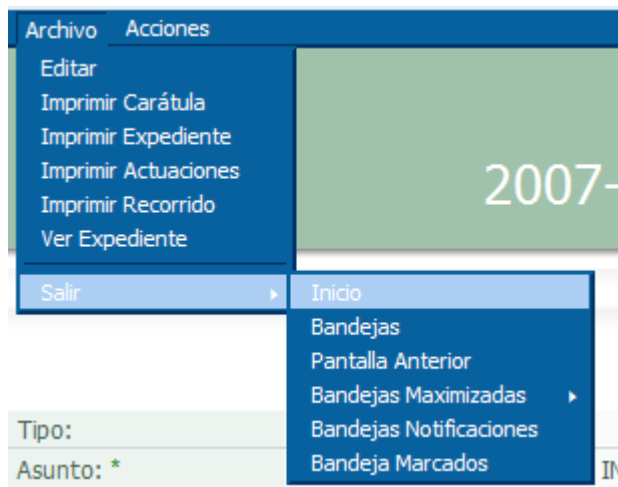 Archivo Acciones
Editar
Imprimir Carátula
Imprimir Expediente
Imprimir Actuaciones
2007-
Imprimir Recorrido
Ver Expediente
Salir
Inicio
Bandejas
Pantalla Anterior
Bandejas Maximizadas
Tipo:
Bandejas Notificaciones
Asunto: *
Bandeja Marcados